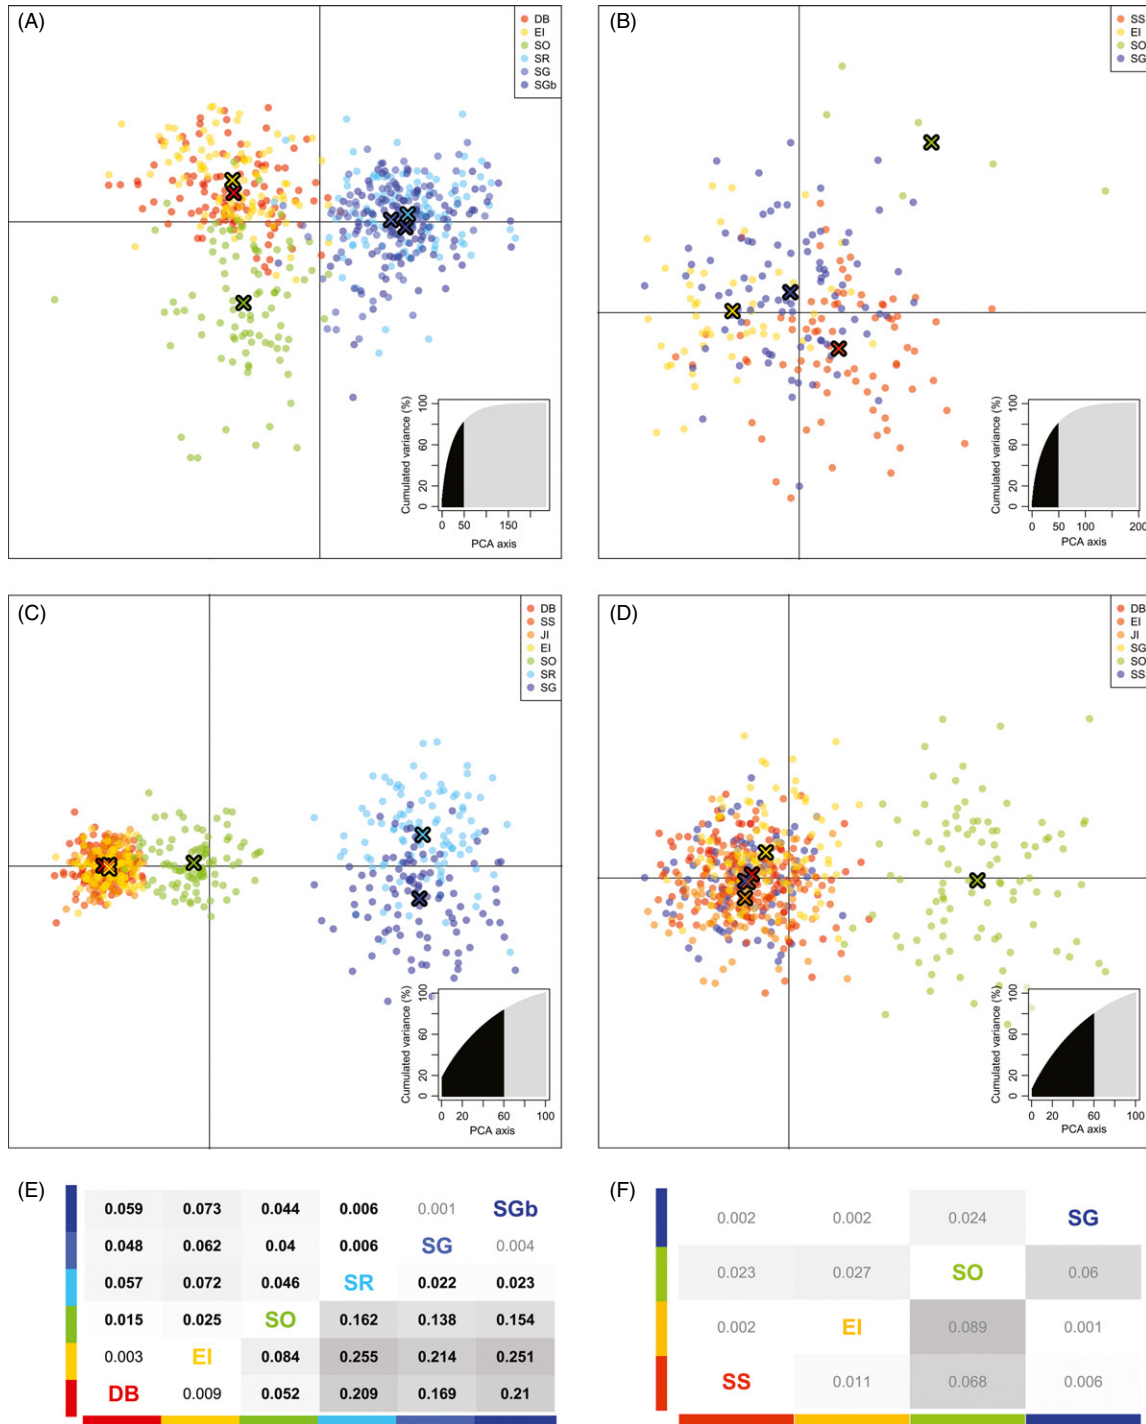 (A)
DB
EI
SO
SR
SG
SGb
Cumulated variance (%)
0 20 60 100
0 50 150
PCA axis
(B)
SS
EI
SO
SG
Cumulated variance (%)
0 20 60 100
0 50 100 200
PCA axis
(C)
DB
SS
JI
EI
SO
SR
SG
Cumulated variance (%)
0 20 60 100
0 20 40 60 100
PCA axis
(D)
DB
EI
JI
SG
SO
SS
Cumulated variance (%)
0 20 60 100
0 20 60 100
PCA axis
(E)
0.059 0.073 0.044 0.006 0.001 SGb
0.048 0.062 0.04 0.006 SG 0.004
0.057 0.072 0.046 SR 0.022 0.023
0.015 0.025 SO 0.162 0.138 0.154
0.003 EI 0.084 0.255 0.214 0.251
DB 0.009 0.052 0.209 0.169 0.21
(F)
0.002 0.002 0.024 SG
0.023 0.027 SO 0.06
0.002 EI 0.089 0.001
SS 0.011 0.068 0.006